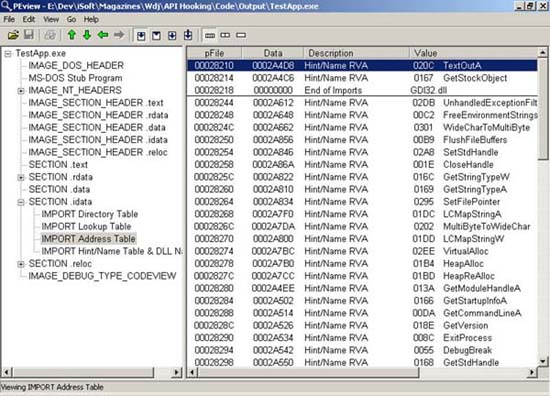 PEview - E:\Dev\iSoft\Magazines\Wdj\API Hooking\Code\Output\TestApp.exe
File Edit View Go Help
TestApp.exe
IMAGE_DOS_HEADER
MS-DOS Stub Program
IMAGE_NT_HEADERS
IMAGE_SECTION_HEADER .text
IMAGE_SECTION_HEADER .rdata
IMAGE_SECTION_HEADER .data
IMAGE_SECTION_HEADER .idata
IMAGE_SECTION_HEADER .reloc
SECTION .text
SECTION .rdata
SECTION .data
SECTION .idata
IMPORT Directory Table
IMPORT Lookup Table
IMPORT Address Table
IMPORT Hint/Name Table & DLL Na
SECTION .reloc
IMAGE_DEBUG_TYPE_CODEVIEW
pFile Data Description Value
00028210 0002A4D8 Hint/Name RVA 020C TextOutA
00028214 0002A4C6 Hint/Name RVA 0167 GetStockObject
00028218 00000000 End of Imports GDI32.dll
00028244 0002A612 Hint/Name RVA 02DB UnhandledExceptionFilt
00028248 0002A648 Hint/Name RVA 00C2 FreeEnvironmentStrings
0002824C 0002A662 Hint/Name RVA 0301 WideCharToMultiByte
00028250 0002A856 Hint/Name RVA 00B9 FlushFileBuffers
00028254 0002A846 Hint/Name RVA 02A8 SetStdHandle
00028258 0002A86A Hint/Name RVA 001E CloseHandle
0002825C 0002A822 Hint/Name RVA 016C GetStringTypeW
00028260 0002A810 Hint/Name RVA 0169 GetStringTypeA
00028264 0002A834 Hint/Name RVA 0295 SetFilePointer
00028268 0002A7F0 Hint/Name RVA 01DC LCMapStringA
0002826C 0002A7DA Hint/Name RVA 0202 MultiByteToWideChar
00028270 0002A800 Hint/Name RVA 01DD LCMapStringW
00028274 0002A7BC Hint/Name RVA 02EE VirtualAlloc
00028278 0002A7B0 Hint/Name RVA 01B4 HeapAlloc
0002827C 0002A7CC Hint/Name RVA 01BD HeapReAlloc
00028280 0002A4EE Hint/Name RVA 013A GetModuleHandleA
00028284 0002A502 Hint/Name RVA 0166 GetStartupInfoA
00028288 0002A514 Hint/Name RVA 00DA GetCommandLineA
0002828C 0002A526 Hint/Name RVA 018E GetVersion
00028290 0002A534 Hint/Name RVA 008C ExitProcess
00028294 0002A542 Hint/Name RVA 0055 DebugBreak
00028298 0002A550 Hint/Name RVA 0168 GetStdHandle
Viewing IMPORT Address Table